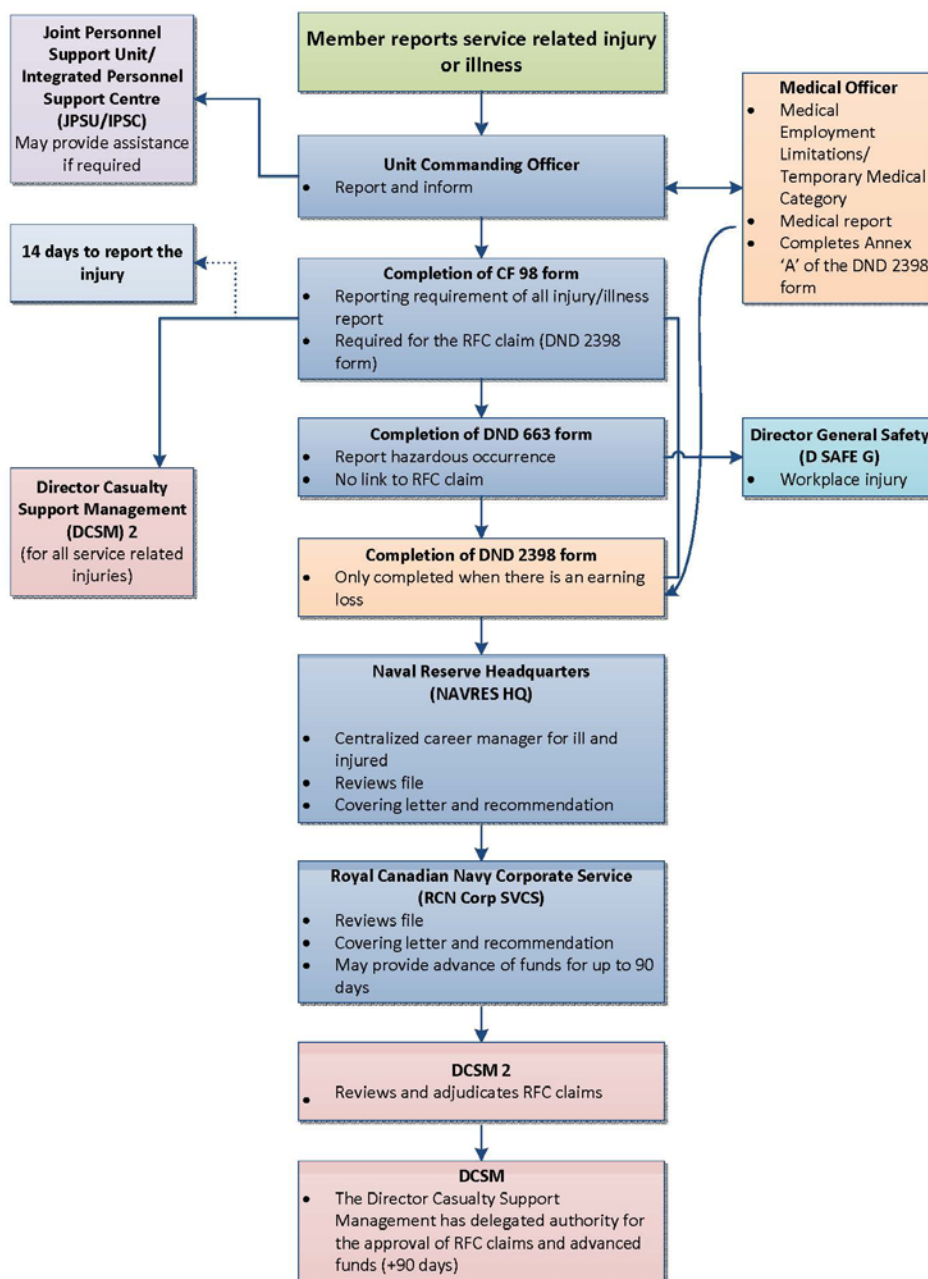 Joint Personnel
Support Unit/
Integrated Personnel
Support Centre
(JPSU/IPSC)
May provide assistance
if required
Member reports service related injury
or illness
Medical Officer
• Medical
Employment
Limitations/
Temporary Medical
Category
• Medical report
• Completes Annex
‘A’ of the DND 2398
form
Unit Commanding Officer
• Report and inform
14 days to report the
injury
Completion of CF 98 form
• Reporting requirement of all injury/illness
report
• Required for the RFC claim (DND 2398
form)
Completion of DND 663 form
• Report hazardous occurrence
• No link to RFC claim
Director General Safety
(D SAFE G)
• Workplace injury
Director Casualty
Support Management
(DCSM) 2
(for all service related
injuries)
Completion of DND 2398 form
• Only completed when there is an earning
loss
Naval Reserve Headquarters
(NAVRES HQ)
• Centralized career manager for ill and
injured
• Reviews file
• Covering letter and recommendation
Royal Canadian Navy Corporate Service
(RCN Corp SVCS)
• Reviews file
• Covering letter and recommendation
• May provide advance of funds for up to 90
days
DCSM 2
• Reviews and adjudicates RFC claims
DCSM
• The Director Casualty Support
Management has delegated authority for
the approval of RFC claims and advanced
funds (+90 days)